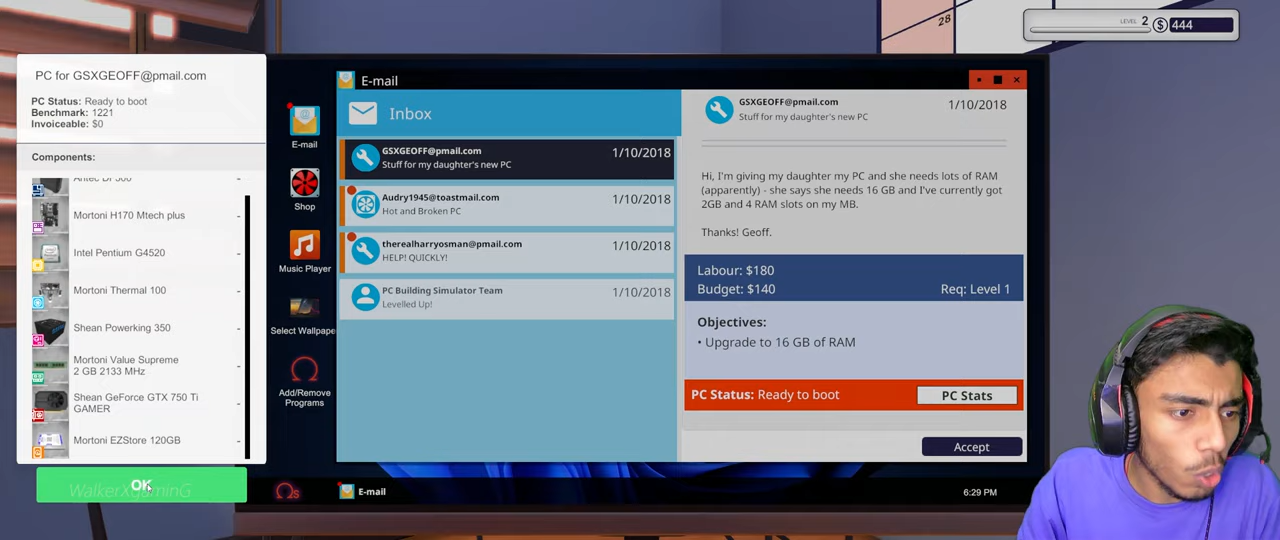 28
LEVEL 2 $ 444
PC for GSXGEOFF@pmail.com
PC Status: Ready to boot
Benchmark: 1221
Invoiceable: $0
Components:
Antec DP300
Mortoni H170 Mtech plus -
Intel Pentium G4520 -
Mortoni Thermal 100 -
Shean Powerking 350 -
Mortoni Value Supreme
2 GB 2133 MHz -
Shean GeForce GTX 750 Ti
GAMER -
Mortoni EZStore 120GB -
OK
WalkerXgaminG
E-mail
Shop
Music Player
Select Wallpape
Add/Remove
Programs
E-mail
Inbox
GSXGEOFF@pmail.com 1/10/2018
Stuff for my daughter's new PC
Audry1945@toastmail.com 1/10/2018
Hot and Broken PC
therealharryosman@pmail.com 1/10/2018
HELP! QUICKLY!
PC Building Simulator Team 1/10/2018
Levelled Up!
GSXGEOFF@pmail.com 1/10/2018
Stuff for my daughter's new PC
Hi, I'm giving my daughter my PC and she needs lots of RAM
(apparently) - she says she needs 16 GB and I've currently got
2GB and 4 RAM slots on my MB.
Thanks! Geoff.
Labour: $180
Budget: $140 Req: Level 1
Objectives:
• Upgrade to 16 GB of RAM
PC Status: Ready to boot PC Stats
Accept
Ωs E-mail 6:29 PM